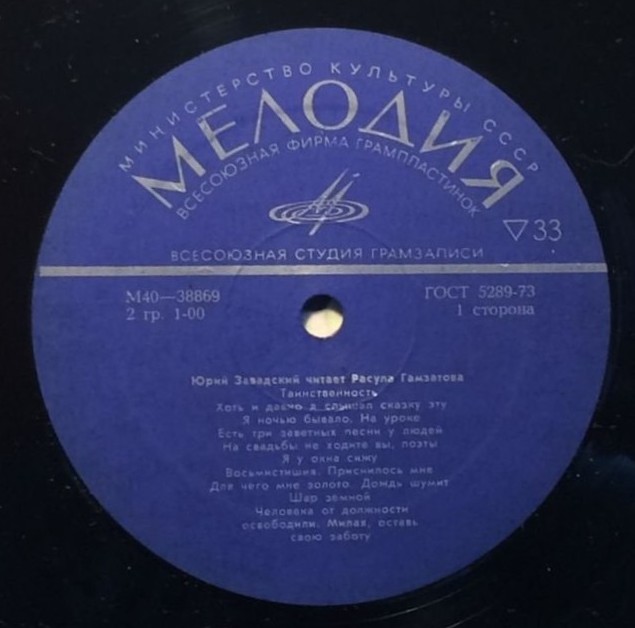 МИНИСТЕРСТВО КУЛЬТУРЫ СССР
МЕЛОДИЯ
ВСЕСОЮЗНАЯ ФИРМА ГРАМПЛАСТИНОК
▽33
ВСЕСОЮЗНАЯ СТУДИЯ ГРАМЗАПИСИ
М40—38869
ГОСТ 5289-73
2 гр. 1-00
1 сторона
Юрий Завадский читает Расула Гамзатова
Таинственность
Хоть и давно я слышал сказку эту
Я ночью бывало. На уроке
Есть три заветных песни у людей
На свадьбы не ходите вы, поэты
Я у окна сижу
Восьмистишия. Приснилось мне
Для чего мне золото. Дождь шумит
Шар земной
Человека от должности
освободили. Милая, оставь
свою заботу